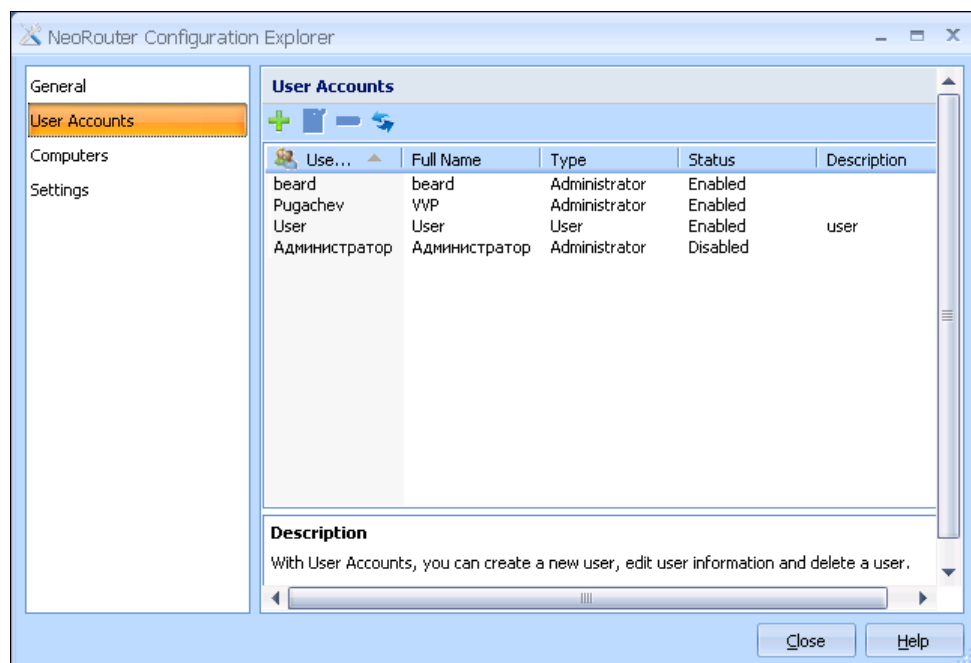 NeoRouter Configuration Explorer
General
User Accounts
Computers
Settings
User Accounts
Use... Full Name Type Status Description
beard beard Administrator Enabled
Pugachev VVP Administrator Enabled
User User User Enabled user
Администратор Администратор Administrator Disabled
Description
With User Accounts, you can create a new user, edit user information and delete a user.
Close Help